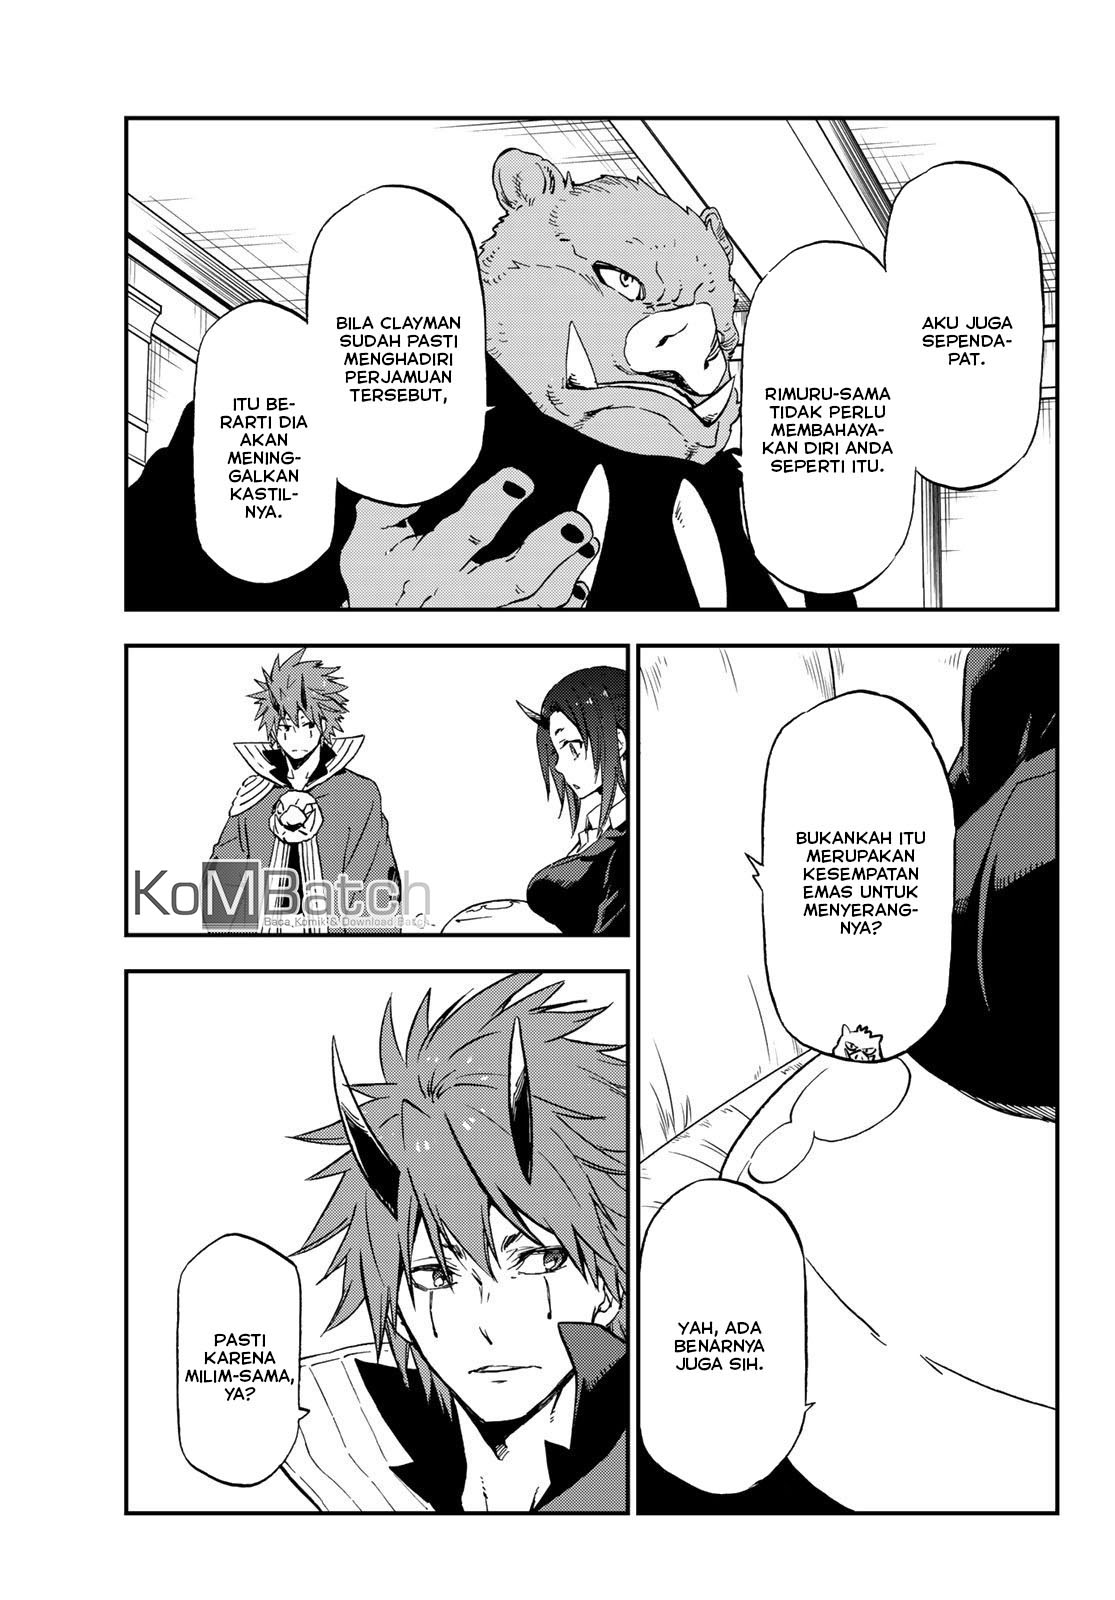 AKU JUGA
SEPENDA-
PAT.
RIMURU-SAMA
TIDAK PERLU
MEMBAHAYA-
KAN DIRI ANDA
SEPERTI ITU.
BILA CLAYMAN
SUDAH PASTI
MENGHADIRI
PERJAMUAN
TERSEBUT,
ITU BE-
RARTI DIA
AKAN
MENING-
GALKAN
KASTIL-
NYA.
BUKANKAH ITU
MERUPAKAN
KESEMPATAN
EMAS UNTUK
MENYERANG-
NYA?
YAH, ADA
BENARNYA
JUGA SIH.
KoMBatch
Baca Komik & Download Batch
PASTI
KARENA
MILIM-SAMA,
YA?